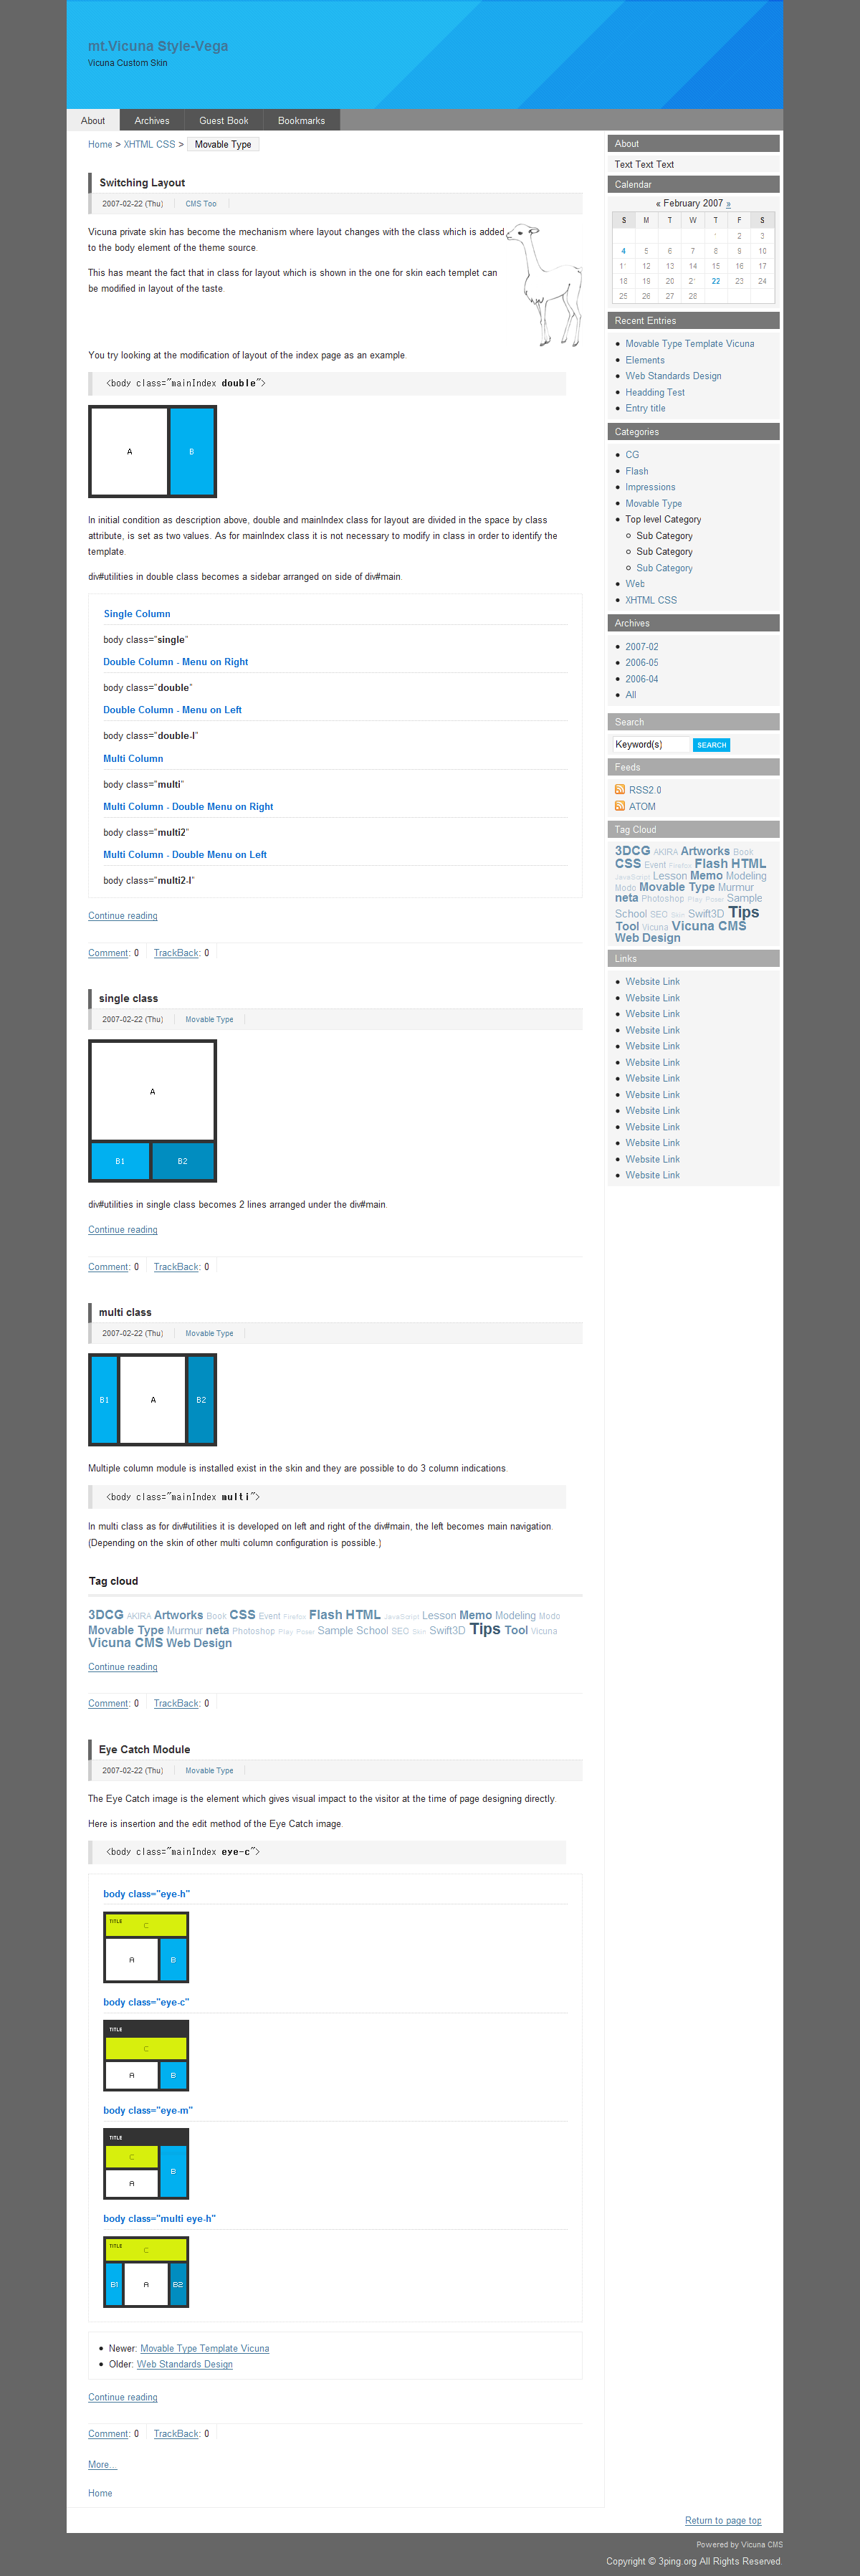 mt.Vicuna Style-Vega
Vicuna Custom Skin
About Archives Guest Book Bookmarks
Home > XHTML CSS > Movable Type
Switching Layout
2007-02-22 (Thu) CMS Too
Vicuna private skin has become the mechanism where layout changes with the class which is added
to the body element of the theme source.
This has meant the fact that in class for layout which is shown in the one for skin each templet can
be modified in layout of the taste.
You try looking at the modification of layout of the index page as an example.
<body class="mainIndex double">
A B
In initial condition as description above, double and mainIndex class for layout are divided in the space by class
attribute, is set as two values. As for mainIndex class it is not necessary to modify in class in order to identify the
template.
div#utilities in double class becomes a sidebar arranged on side of div#main.
Single Column
body class="single"
Double Column - Menu on Right
body class="double"
Double Column - Menu on Left
body class="double-l"
Multi Column
body class="multi"
Multi Column - Double Menu on Right
body class="multi2"
Multi Column - Double Menu on Left
body class="multi2-l"
Continue reading
Comment: 0 TrackBack: 0
single class
2007-02-22 (Thu) Movable Type
A
B1 B2
div#utilities in single class becomes 2 lines arranged under the div#main.
Continue reading
Comment: 0 TrackBack: 0
multi class
2007-02-22 (Thu) Movable Type
B1 A B2
Multiple column module is installed exist in the skin and they are possible to do 3 column indications.
<body class="mainIndex multi">
In multi class as for div#utilities it is developed on left and right of the div#main, the left becomes main navigation.
(Depending on the skin of other multi column configuration is possible.)
Tag cloud
3DCG AKIRA Artworks Book CSS Event Firefox Flash HTML JavaScript Lesson Memo Modeling Modo
Movable Type Murmur neta Photoshop Play Poser Sample School SEO Skin Swift3D Tips Tool Vicuna
Vicuna CMS Web Design
Continue reading
Comment: 0 TrackBack: 0
Eye Catch Module
2007-02-22 (Thu) Movable Type
The Eye Catch image is the element which gives visual impact to the visitor at the time of page designing directly.
Here is insertion and the edit method of the Eye Catch image.
<body class="mainIndex eye-c">
body class="eye-h"
TITLE
C
A B
body class="eye-c"
TITLE
C
A B
body class="eye-m"
TITLE
C
B
A
body class="multi eye-h"
TITLE
C
B1 A B2
Newer: Movable Type Template Vicuna
Older: Web Standards Design
Continue reading
Comment: 0 TrackBack: 0
More...
Home
About
Text Text Text
Calendar
« February 2007 »
S M T W T F S
1 2 3
4 5 6 7 8 9 10
11 12 13 14 15 16 17
18 19 20 21 22 23 24
25 26 27 28
Recent Entries
Movable Type Template Vicuna
Elements
Web Standards Design
Headding Test
Entry title
Categories
CG
Flash
Impressions
Movable Type
Top level Category
Sub Category
Sub Category
Sub Category
Web
XHTML CSS
Archives
2007-02
2006-05
2006-04
All
Search
Keyword(s) SEARCH
Feeds
RSS2.0
ATOM
Tag Cloud
3DCG AKIRA Artworks Book
CSS Event Firefox Flash HTML
JavaScript Lesson Memo Modeling
Modo Movable Type Murmur
neta Photoshop Play Poser Sample
School SEO Skin Swift3D Tips
Tool Vicuna Vicuna CMS
Web Design
Links
Website Link
Website Link
Website Link
Website Link
Website Link
Website Link
Website Link
Website Link
Website Link
Website Link
Website Link
Website Link
Website Link
Return to page top
Powered by Vicuna CMS
Copyright © 3ping.org All Rights Reserved.